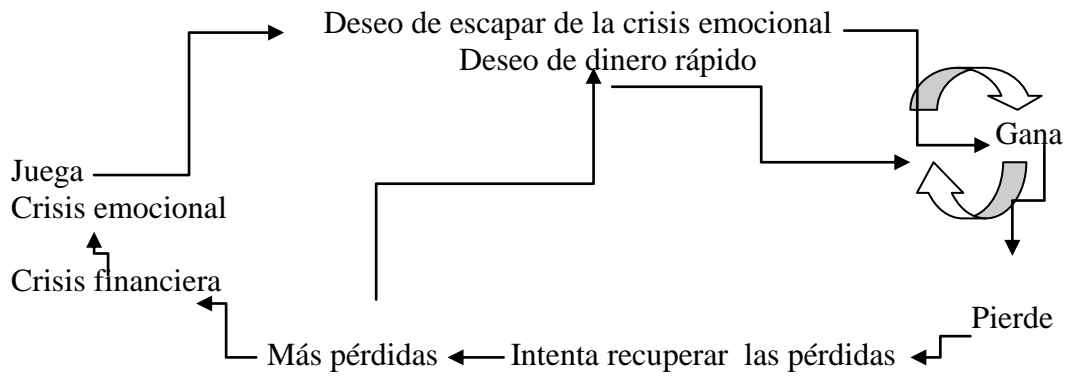 Deseo de escapar de la crisis emocional
Deseo de dinero rápido
Gana
Juega
Crisis emocional
Crisis financiera
Pierde
Más pérdidas
Intenta recuperar las pérdidas